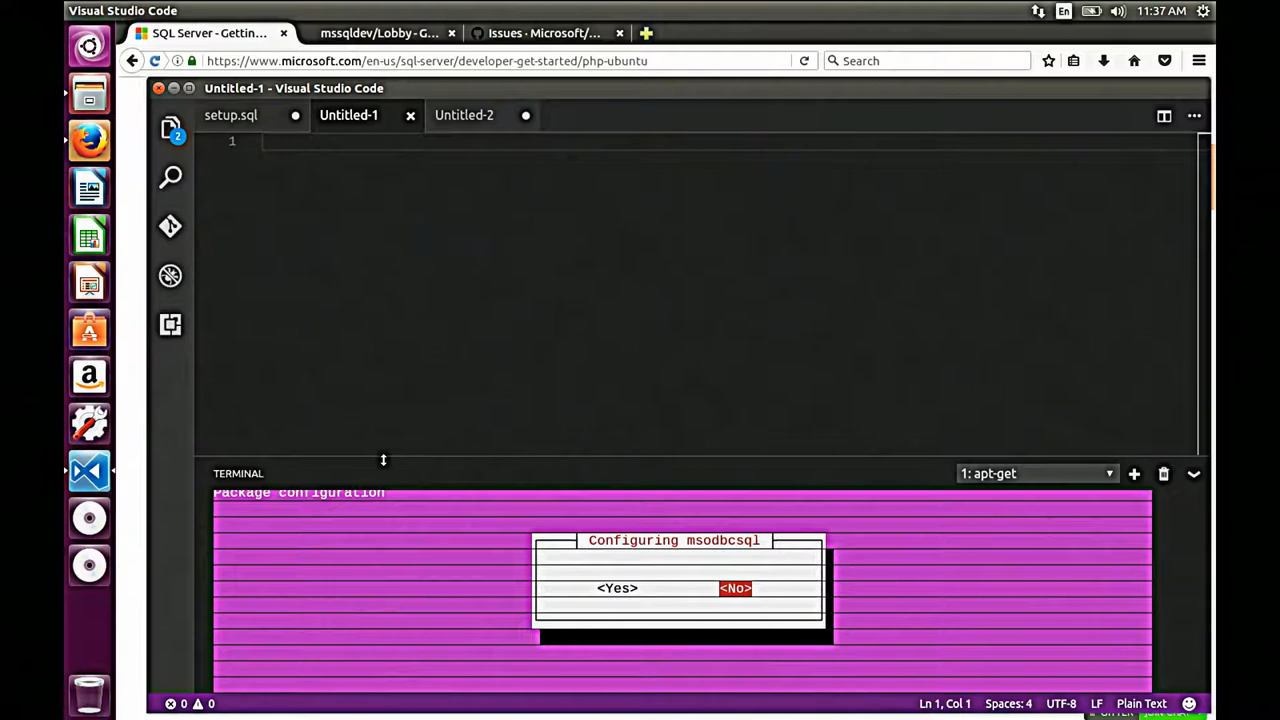 Visual Studio Code
En
11:37 AM
SQL Server - Gettin...
mssqldev/Lobby - G...
Issues · Microsoft/...
https://www.microsoft.com/en-us/sql-server/developer-get-started/php-ubuntu
Search
Untitled-1 - Visual Studio Code
setup.sql
Untitled-1
Untitled-2
2
1
TERMINAL
1: apt-get
Package configuration
Configuring msodbcsql
<Yes>
<No>
0
0
Ln 1, Col 1
Spaces: 4
UTF-8
LF
Plain Text